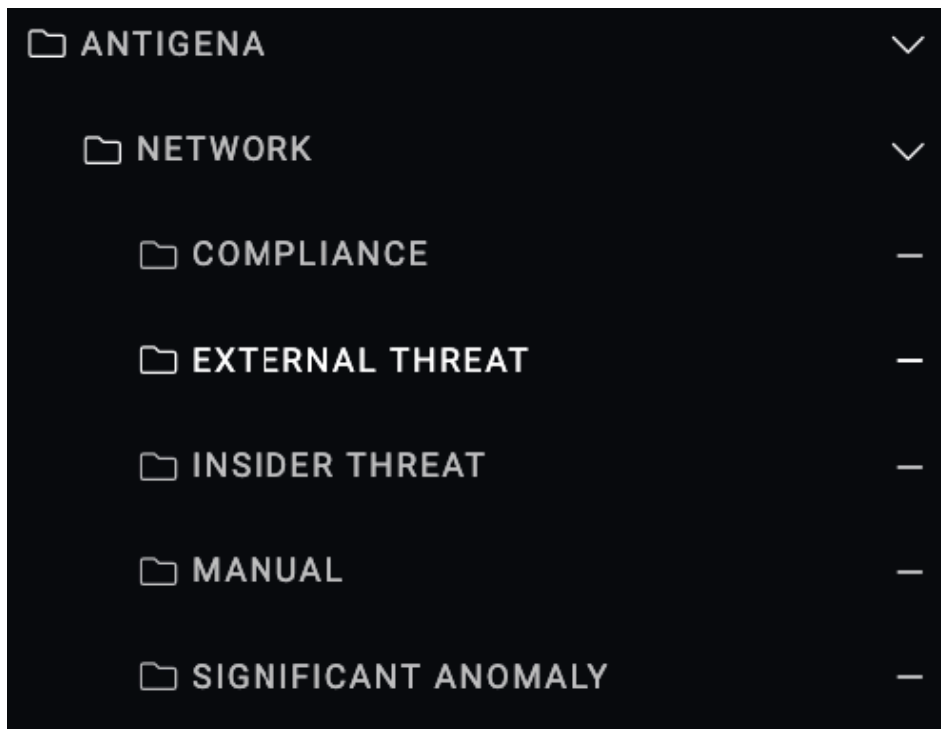 ANTIGENA
NETWORK
COMPLIANCE
EXTERNAL THREAT
INSIDER THREAT
MANUAL
SIGNIFICANT ANOMALY